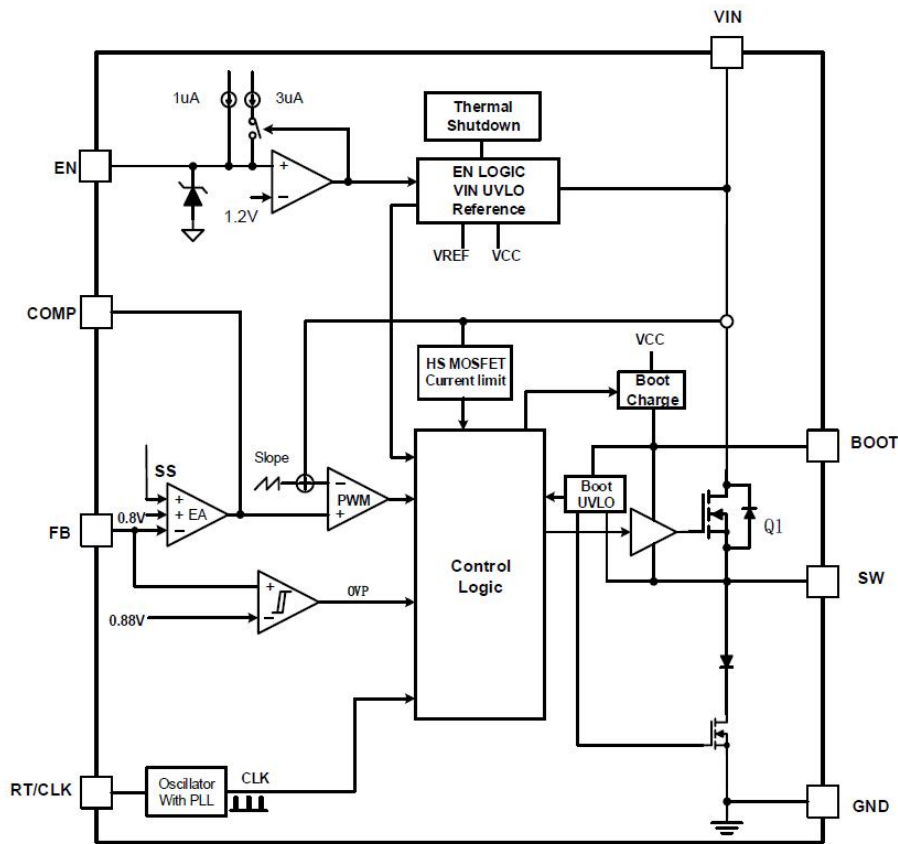 VIN
1uA
3uA
Thermal
Shutdown
EN
+
−
1.2V
EN LOGIC
VIN UVLO
Reference
VREF
VCC
COMP
HS MOSFET
Current limit
VCC
Boot
Charge
BOOT
Slope
SS
−
PWM
+
Boot
UVLO
Q1
+
0.8V
+
EA
−
FB
Control
Logic
SW
+
OVP
0.88V
−
RT/CLK
Oscillator
With PLL
CLK
GND